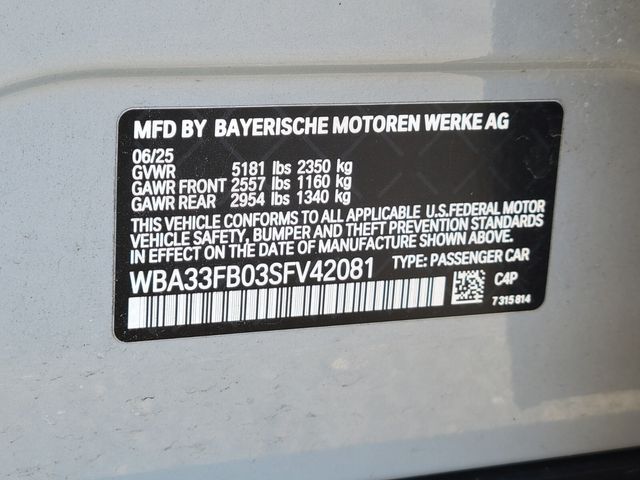 MFD BY BAYERISCHE MOTOREN WERKE AG
06/25
GVWR 5181 lbs 2350 kg
GAWR FRONT 2557 lbs 1160 kg
GAWR REAR 2954 lbs 1340 kg
THIS VEHICLE CONFORMS TO ALL APPLICABLE U.S.FEDERAL MOTOR
VEHICLE SAFETY, BUMPER AND THEFT PREVENTION STANDARDS
IN EFFECT ON THE DATE OF MANUFACTURE SHOWN ABOVE.
WBA33FB03SFV42081 TYPE: PASSENGER CAR
C4P
7 315 814